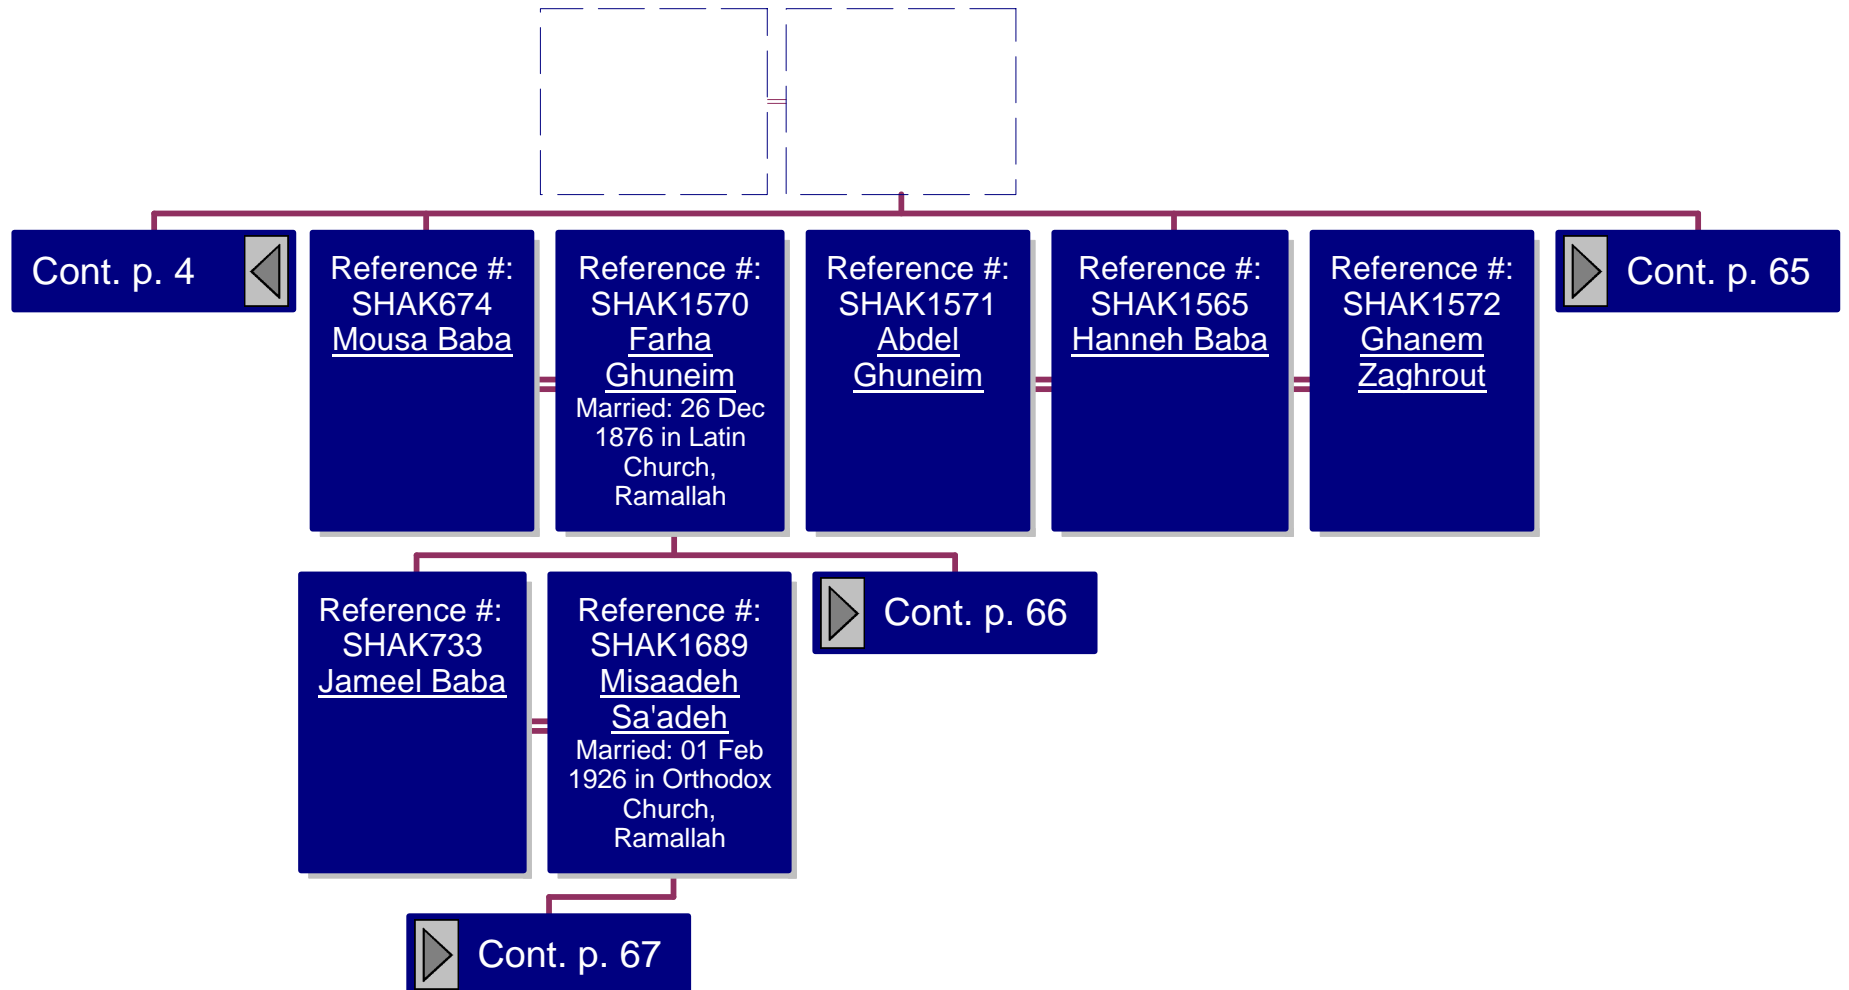 Cont. p. 4
Reference #:
SHAK674
Mousa Baba
Reference #:
SHAK1570
Farha
Ghuneim
Married: 26 Dec
1876 in Latin
Church,
Ramallah
Reference #:
SHAK1571
Abdel
Ghuneim
Reference #:
SHAK1565
Hanneh Baba
Reference #:
SHAK1572
Ghanem
Zaghrout
Cont. p. 65
Reference #:
SHAK733
Jameel Baba
Reference #:
SHAK1689
Misaadeh
Sa'adeh
Married: 01 Feb
1926 in Orthodox
Church,
Ramallah
Cont. p. 66
Cont. p. 67